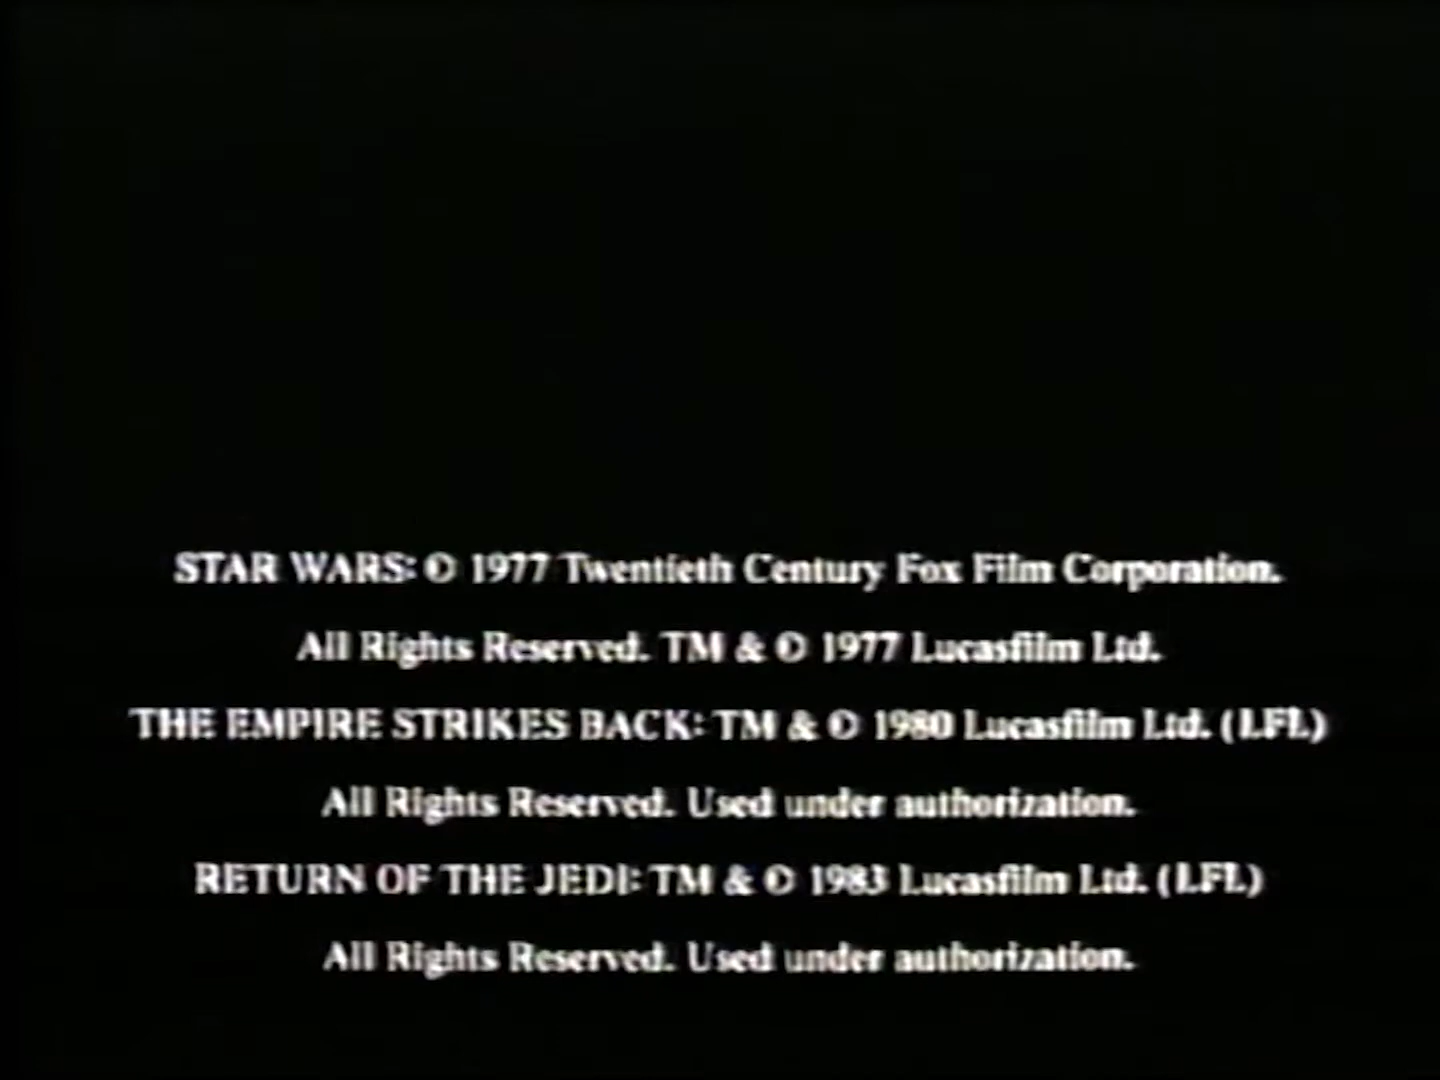 STAR WARS: © 1977 Twentieth Century Fox Film Corporation.
All Rights Reserved. TM & © 1977 Lucasfilm Ltd.
THE EMPIRE STRIKES BACK: TM & © 1980 Lucasfilm Ltd. (LFL)
All Rights Reserved. Used under authorization.
RETURN OF THE JEDI: TM & © 1983 Lucasfilm Ltd. (LFL)
All Rights Reserved. Used under authorization.